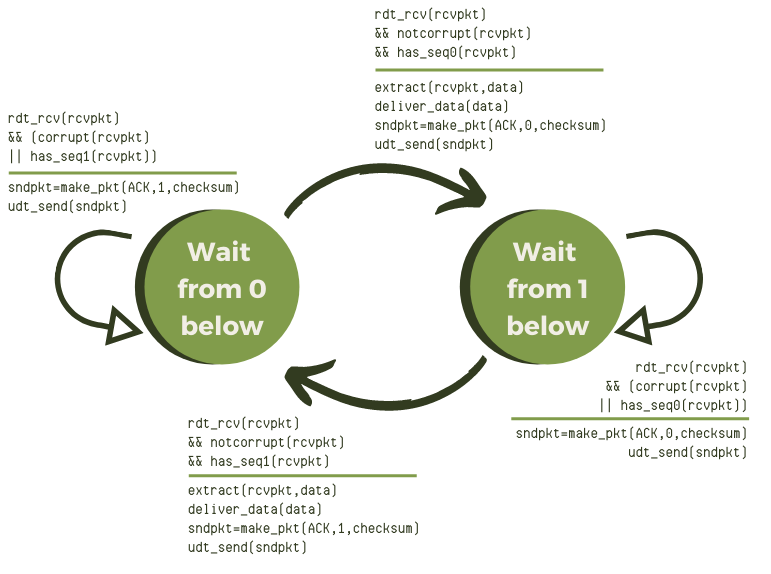 rdt_rcv(rcvpkt)
&& notcorrupt(rcvpkt)
&& has_seq0(rcvpkt)
extract(rcvpkt,data)
deliver_data(data)
sndpkt=make_pkt(ACK,0,checksum)
udt_send(sndpkt)
rdt_rcv(rcvpkt)
&& (corrupt(rcvpkt)
|| has_seq1(rcvpkt))
sndpkt=make_pkt(ACK,1,checksum)
udt_send(sndpkt)
Wait
from 0
below
Wait
from 1
below
rdt_rcv(rcvpkt)
&& (corrupt(rcvpkt)
|| has_seq0(rcvpkt))
sndpkt=make_pkt(ACK,0,checksum)
udt_send(sndpkt)
rdt_rcv(rcvpkt)
&& notcorrupt(rcvpkt)
&& has_seq1(rcvpkt)
extract(rcvpkt,data)
deliver_data(data)
sndpkt=make_pkt(ACK,1,checksum)
udt_send(sndpkt)